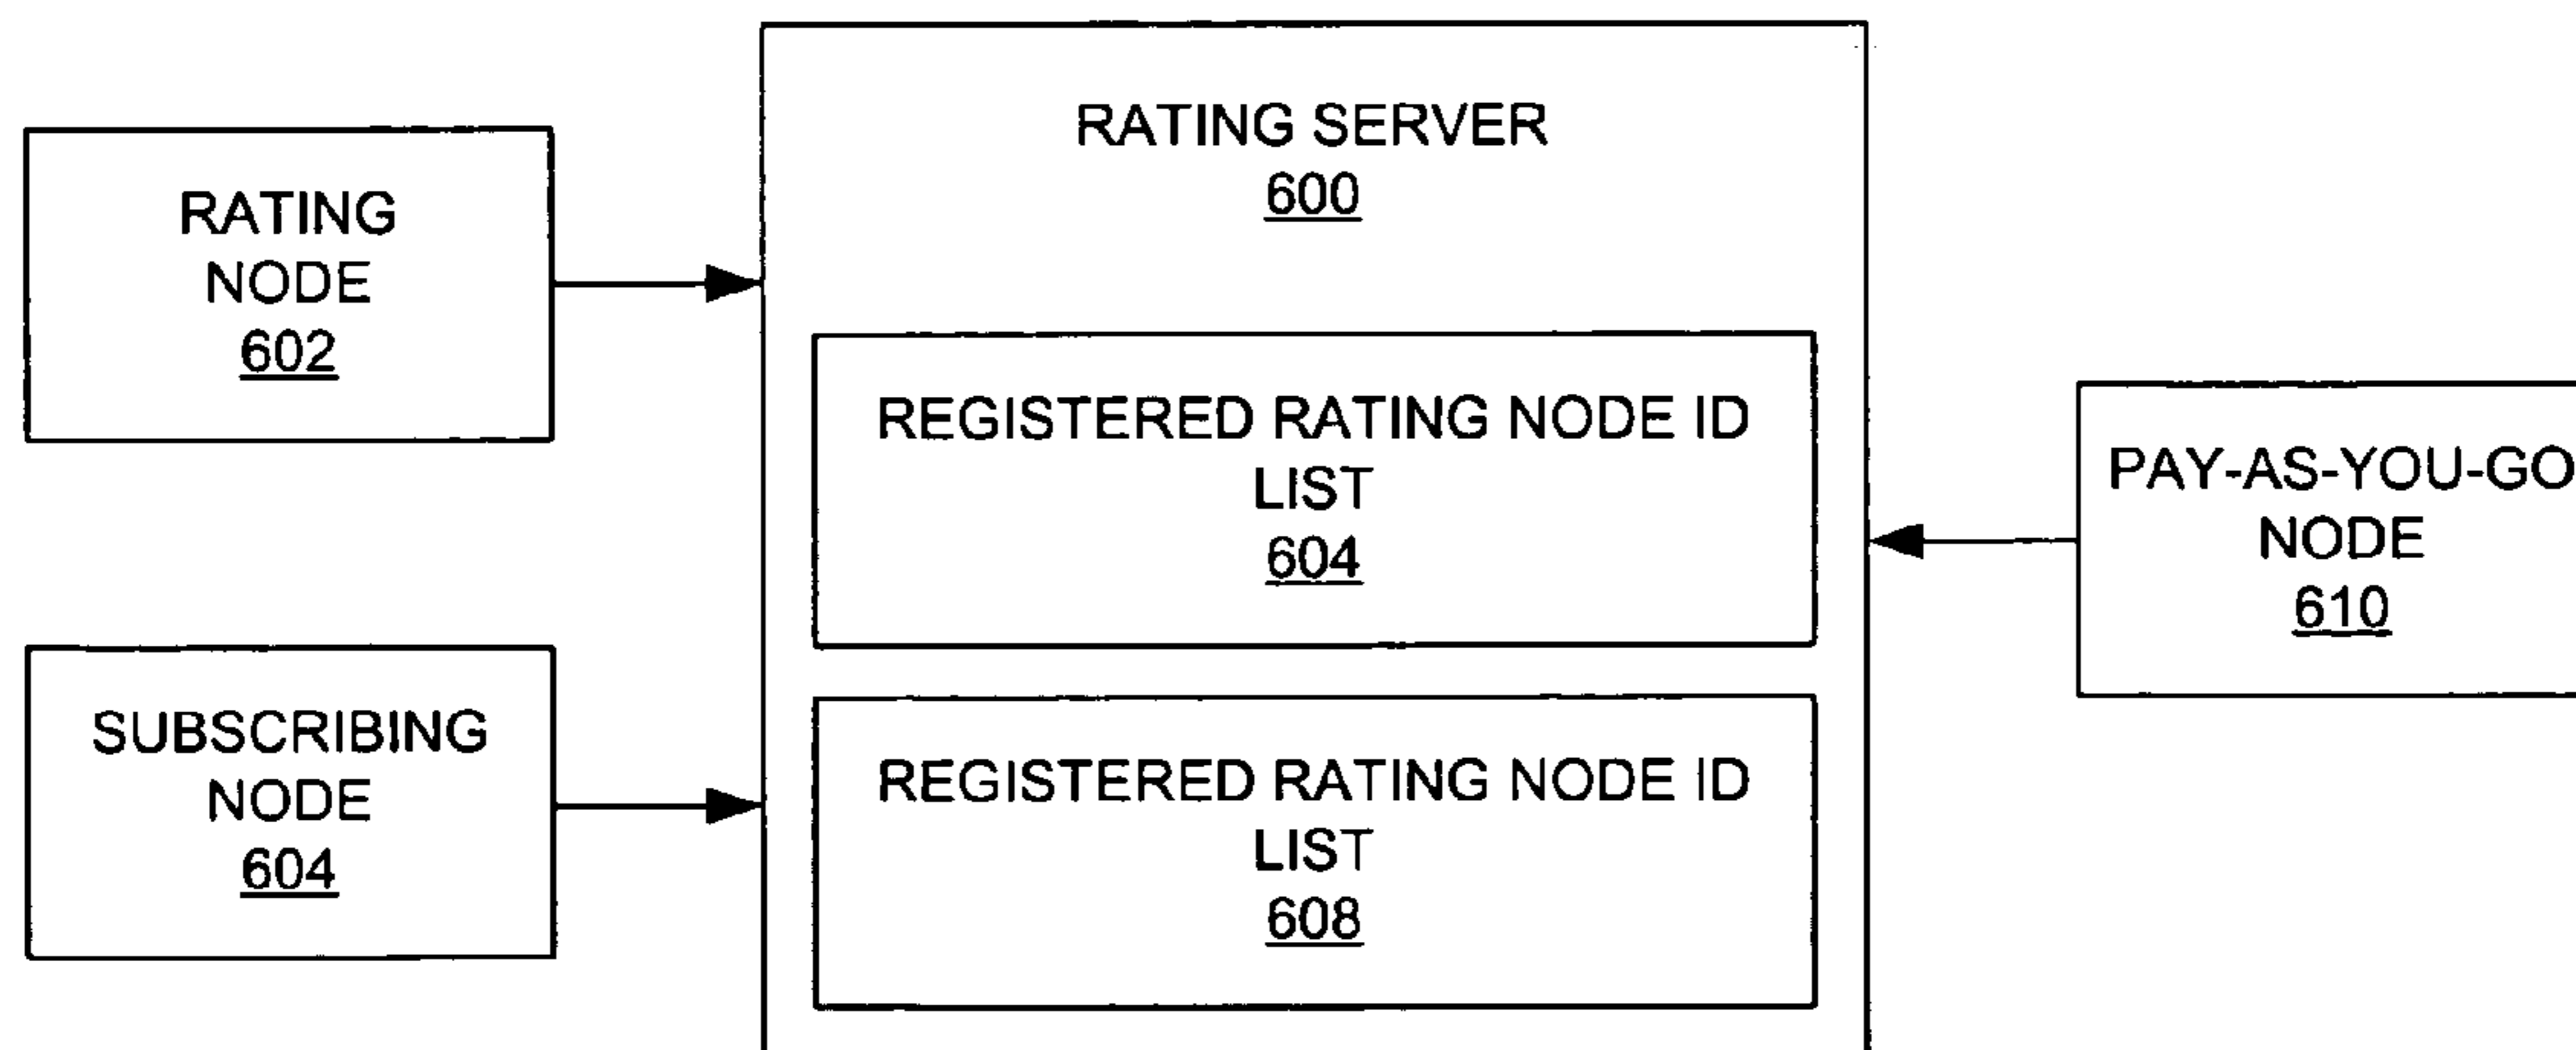 RATING
NODE
602
SUBSCRIBING
NODE
604
RATING SERVER
600
REGISTERED RATING NODE ID
LIST
604
REGISTERED RATING NODE ID
LIST
608
PAY-AS-YOU-GO
NODE
610